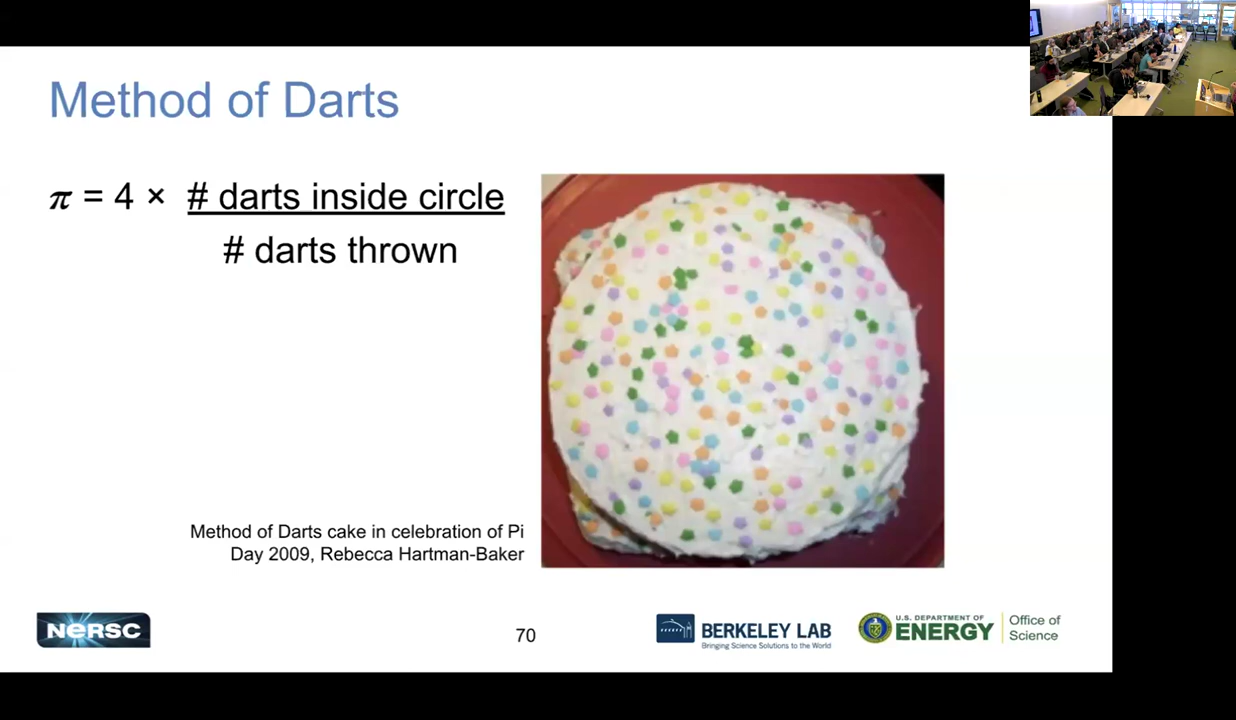 Method of Darts
𝜋 = 4 × # darts inside circle
# darts thrown
Method of Darts cake in celebration of Pi
Day 2009, Rebecca Hartman-Baker
NERSC
70
BERKELEY LAB
Bringing Science Solutions to the World
U.S. DEPARTMENT OF
ENERGY
Office of
Science